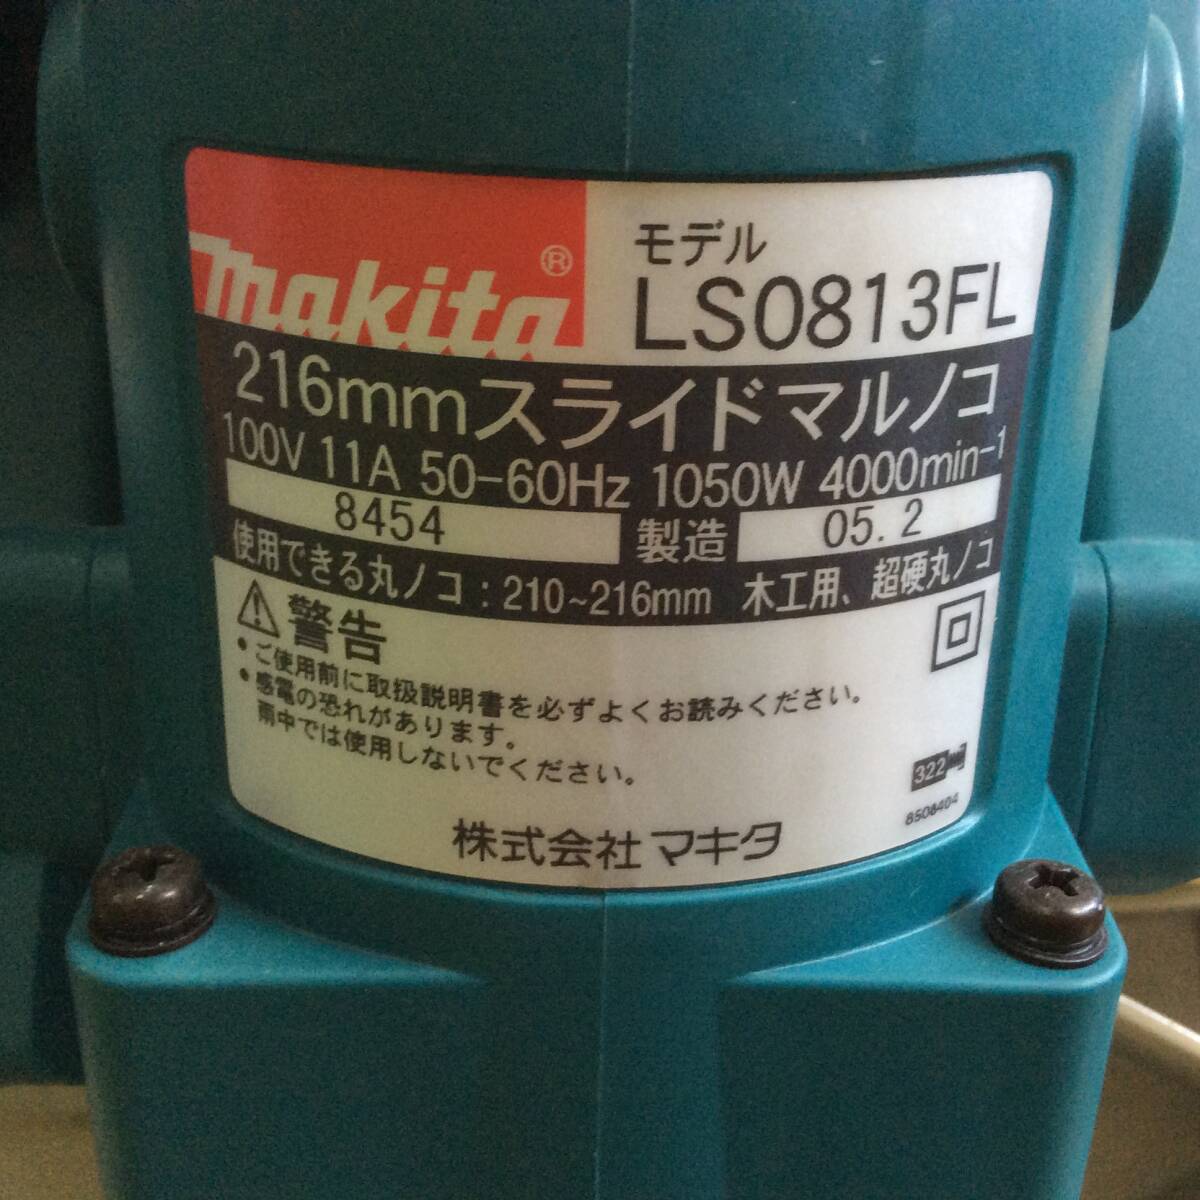 makita®
モデル
LS0813FL
216mmスライドマルノコ
100V 11A 50-60Hz 1050W 4000min-1
8454 製造 05.2
使用できる丸ノコ:210~216mm 木工用、超硬丸ノコ
警告
• ご使用前に取扱説明書を必ずよくお読みください。
• 感電の恐れがあります。
雨中では使用しないでください。
322
8508404
株式会社マキタ